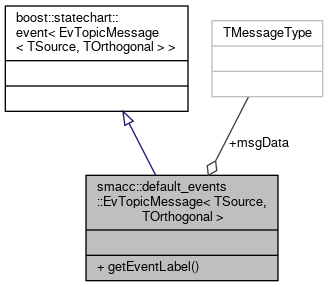 boost::statechart::
event< EvTopicMessage
< TSource, TOrthogonal > >
TMessageType
+msgData
smacc::default_events
::EvTopicMessage< TSource,
TOrthogonal >
+ getEventLabel()